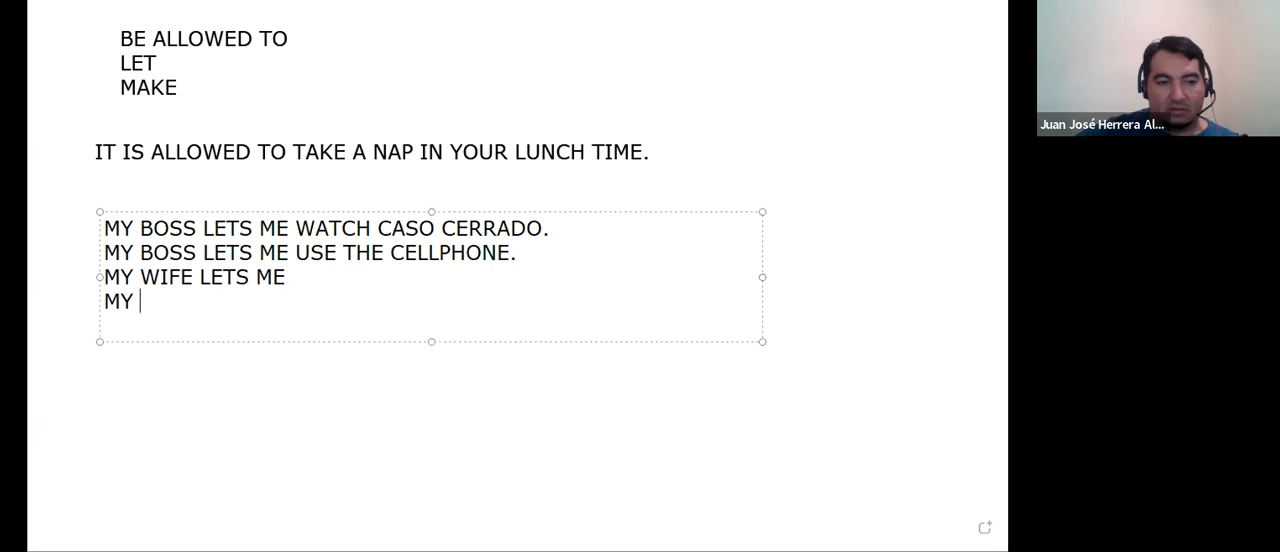 BE ALLOWED TO
LET
MAKE
IT IS ALLOWED TO TAKE A NAP IN YOUR LUNCH TIME.
MY BOSS LETS ME WATCH CASO CERRADO.
MY BOSS LETS ME USE THE CELLPHONE.
MY WIFE LETS ME
MY
Juan José Herrera Al...